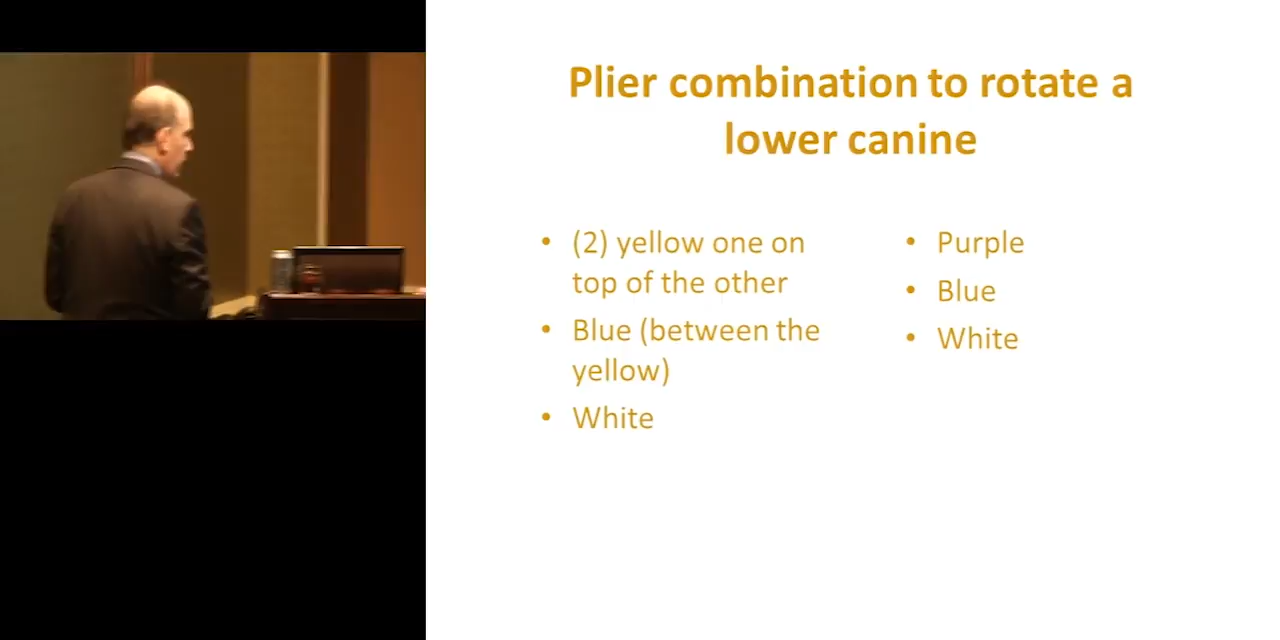 Plier combination to rotate a
lower canine
• (2) yellow one on
top of the other
• Blue (between the
yellow)
• White
• Purple
• Blue
• White